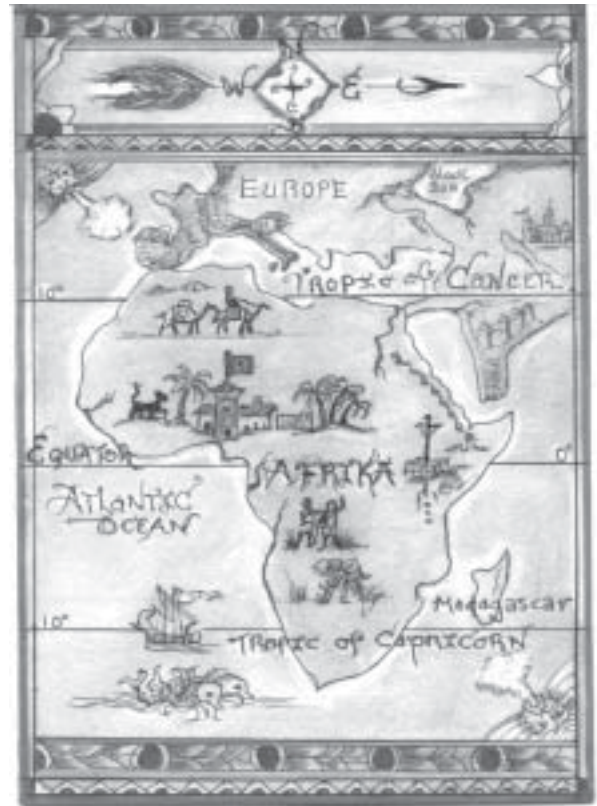 N
W E
S
EUROPE
BLACK
SEA
TROPIC of CANCER
10°
EQUATOR
0°
AFRIKA
ATLANTIC
OCEAN
Madagascar
10°
TROPIC of CAPRICORN